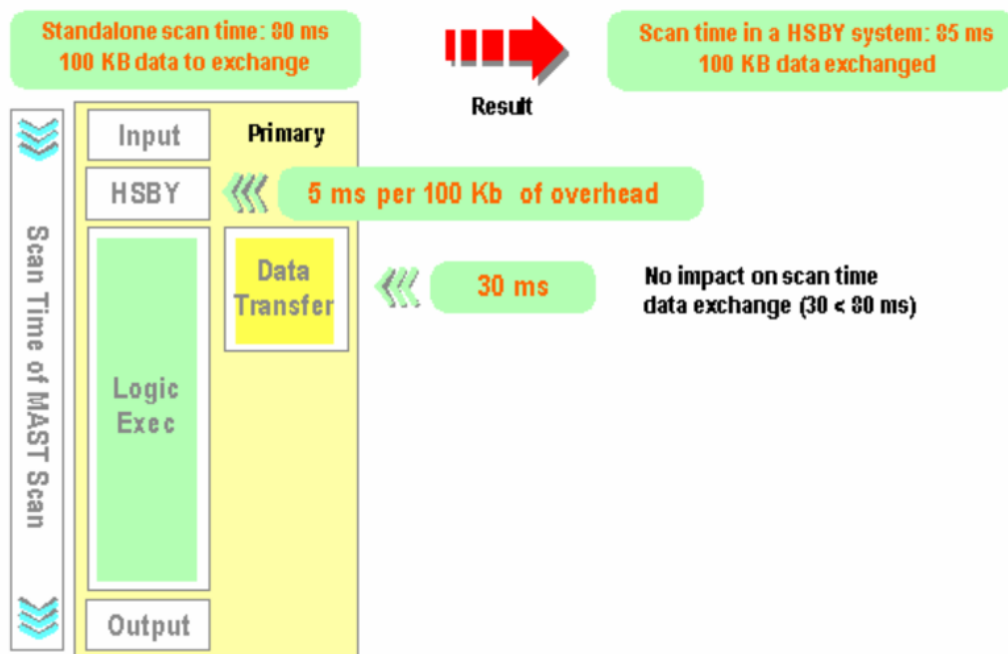 Standalone scan time: 80 ms
100 KB data to exchange
Result
Scan time in a HSBY system: 85 ms
100 KB data exchanged
Scan Time of MAST Scan
Input
Primary
HSBY
5 ms per 100 Kb of overhead
Data
Transfer
30 ms
No impact on scan time
data exchange (30 < 80 ms)
Logic
Exec
Output